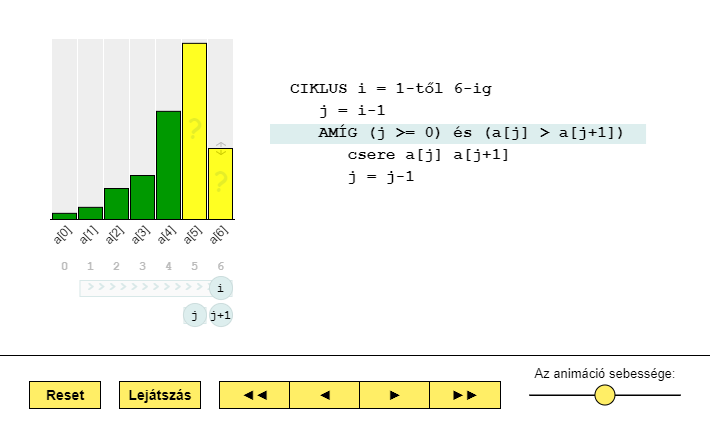 CIKLUS i = 1-től 6-ig
j = i-1
AMÍG (j >= 0) és (a[j] > a[j+1])
csere a[j] a[j+1]
j = j-1
? ?
a[0] a[1] a[2] a[3] a[4] a[5] a[6]
0 1 2 3 4 5 6
i
j j+1
Az animáció sebessége:
Reset Lejátszás